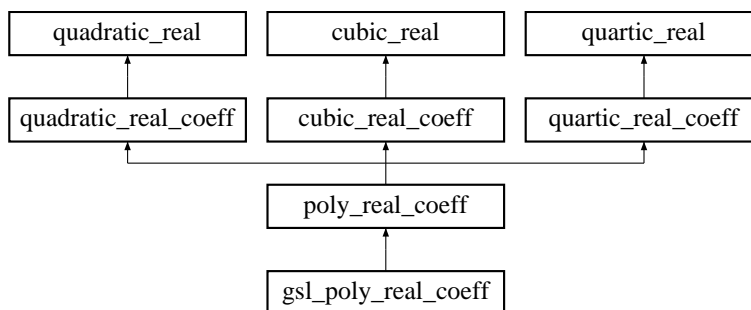 quadratic_real
cubic_real
quartic_real
quadratic_real_coeff
cubic_real_coeff
quartic_real_coeff
poly_real_coeff
gsl_poly_real_coeff